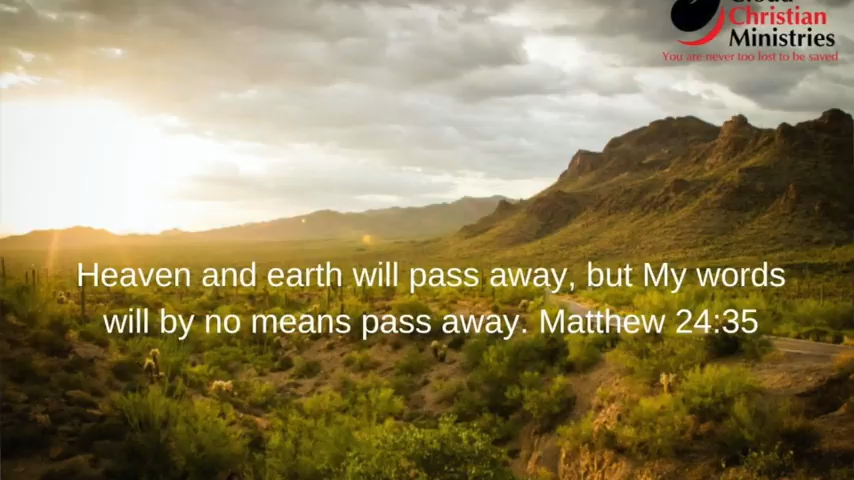 Christian
Ministries
You are never too lost to be saved
Heaven and earth will pass away, but My words
will by no means pass away. Matthew 24:35